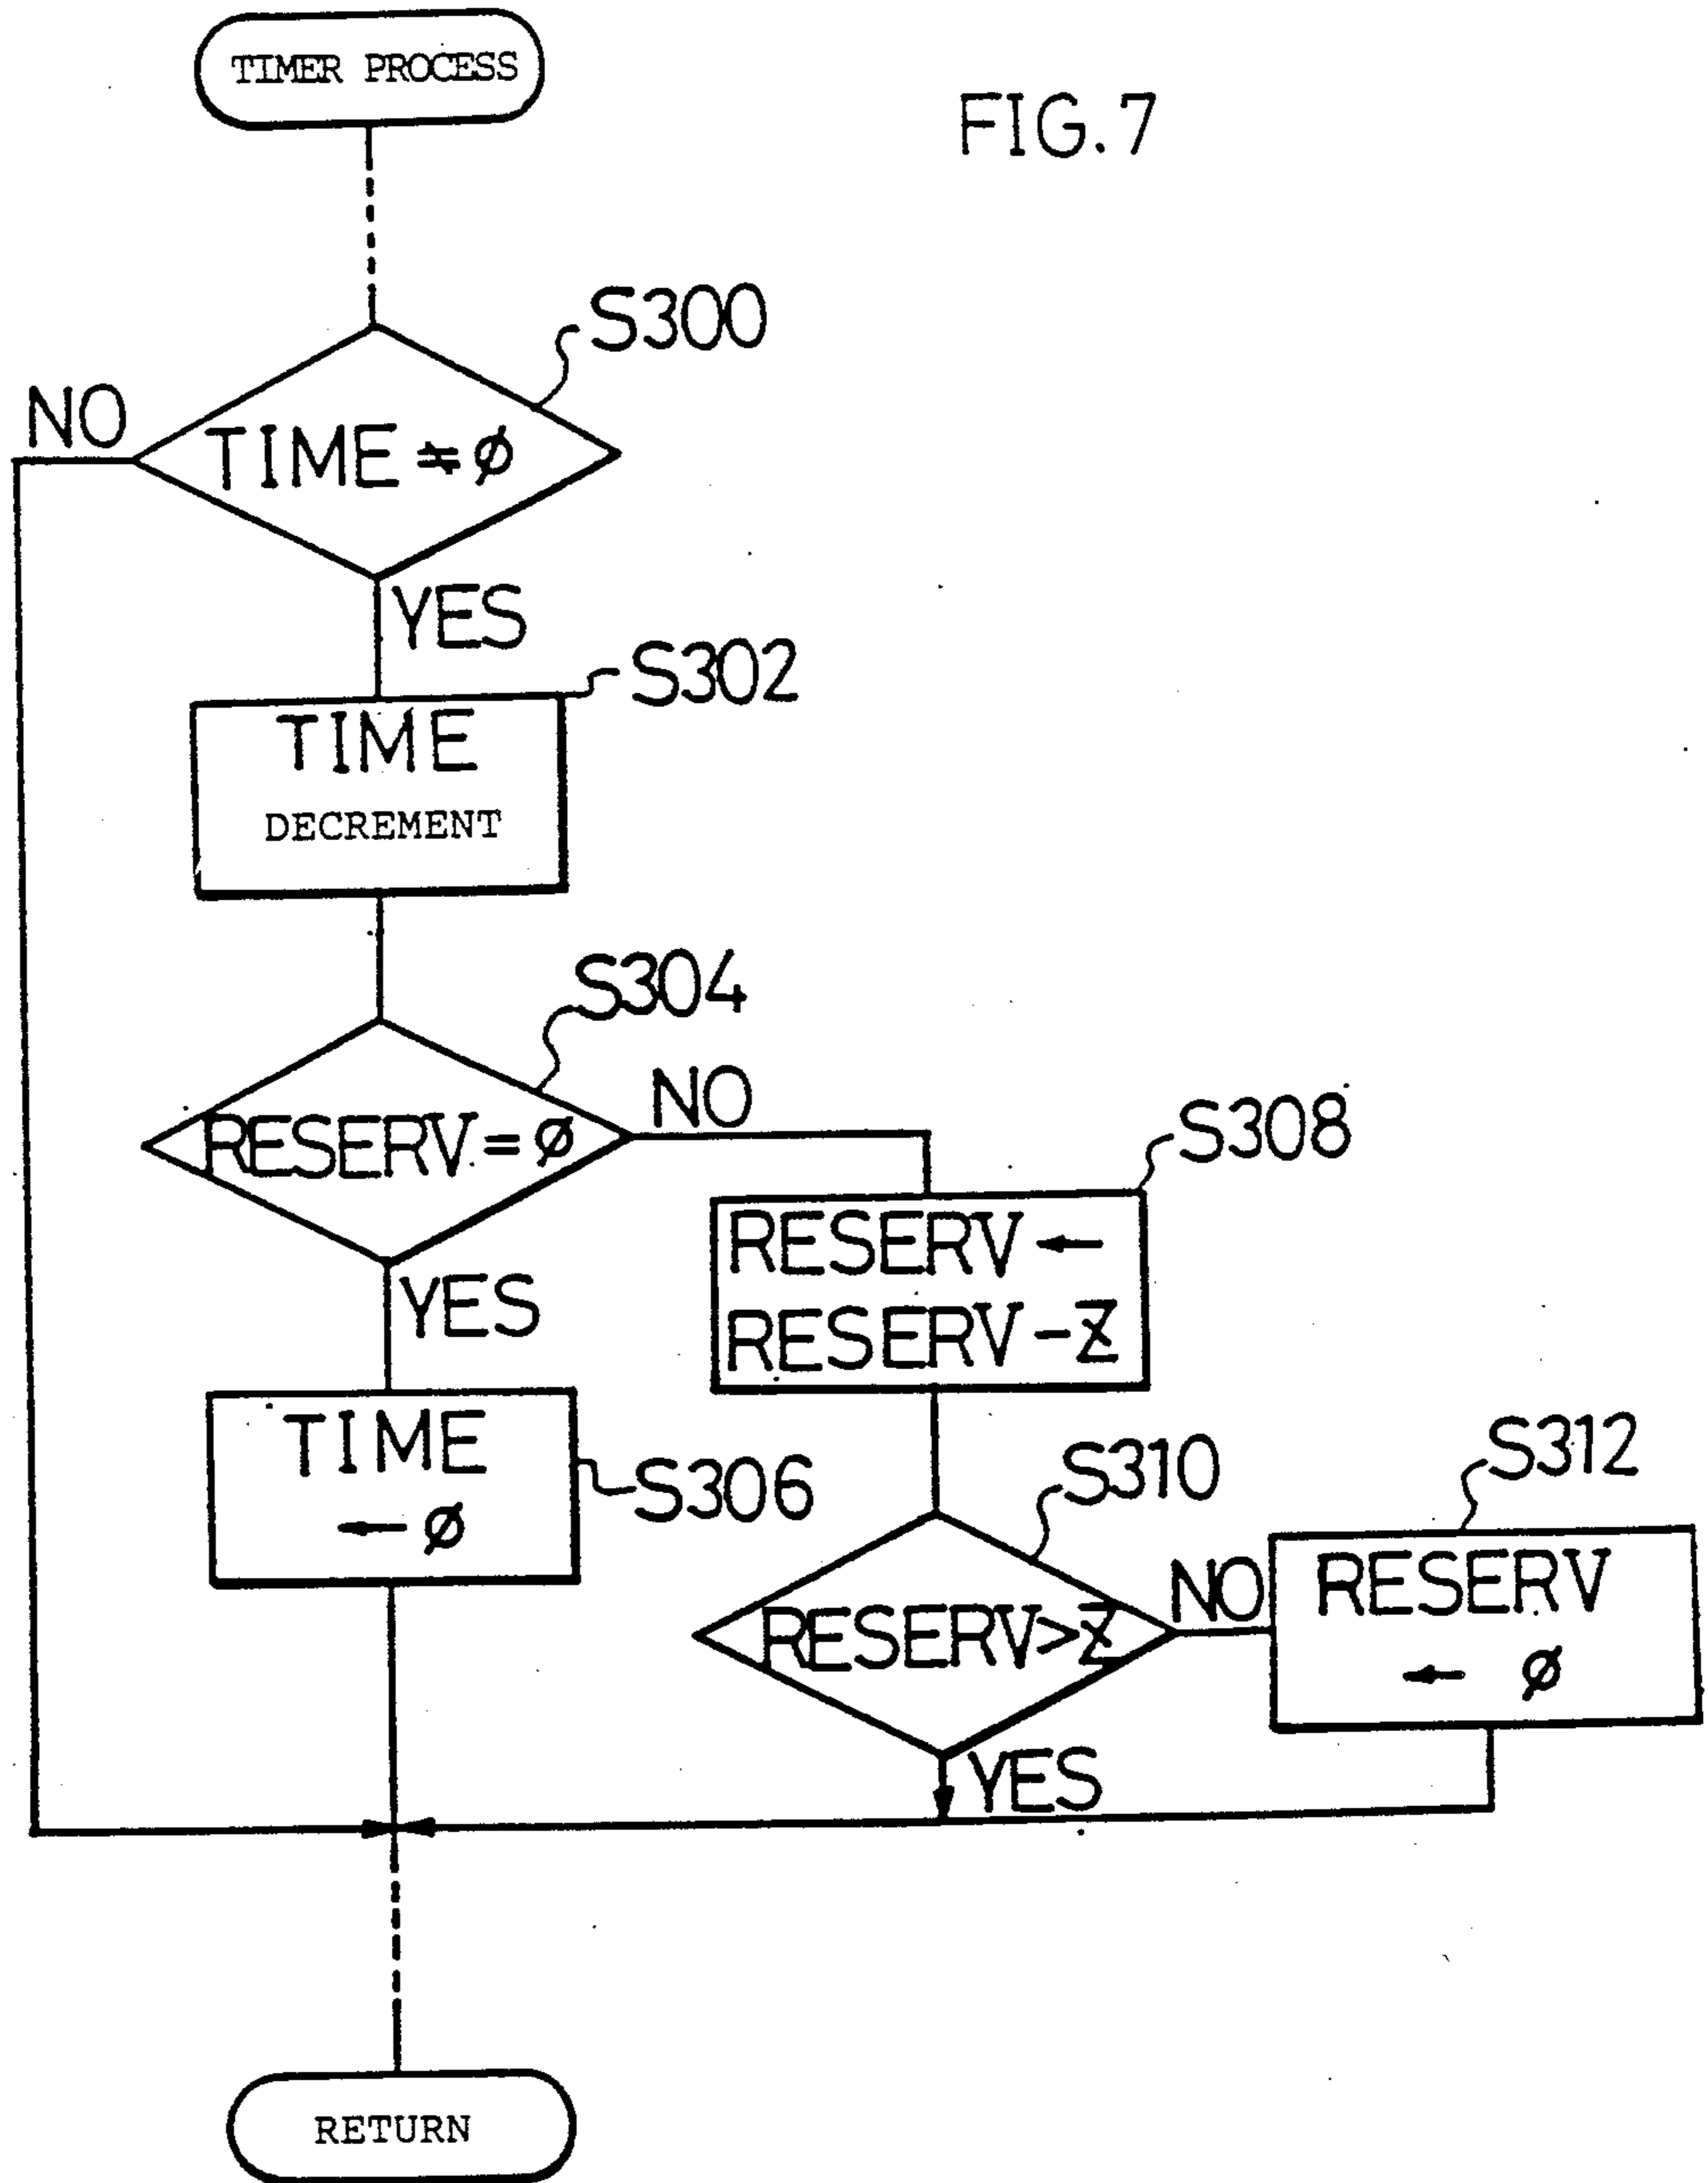 TIMER PROCESS
FIG.7
S300
NO
TIME ≠ ∅
YES
S302
TIME
DECREMENT
S304
NO
RESERV = ∅
S308
RESERV ←
RESERV - Z
YES
TIME
← ∅
S306
S310
S312
RESERV > Z
NO
RESERV
← ∅
YES
RETURN